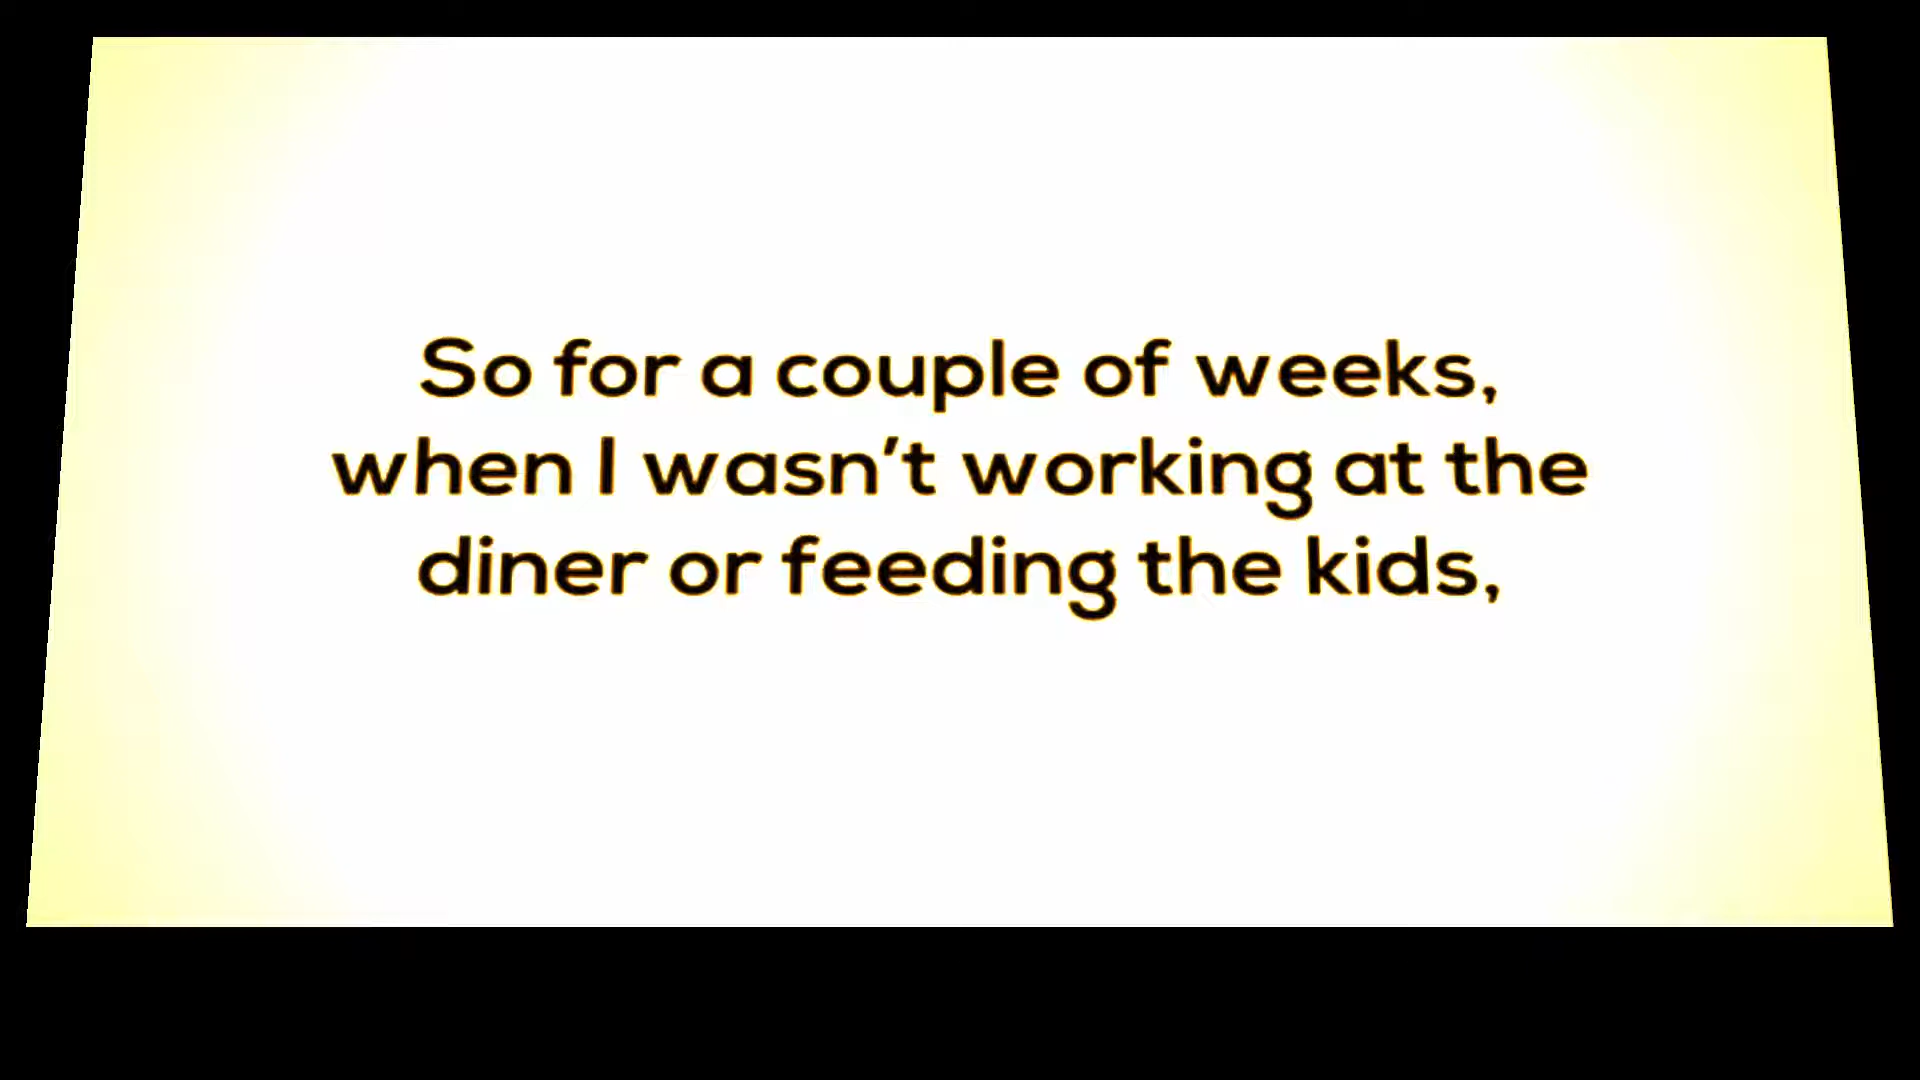 So for a couple of weeks,
when I wasn’t working at the
diner or feeding the kids,